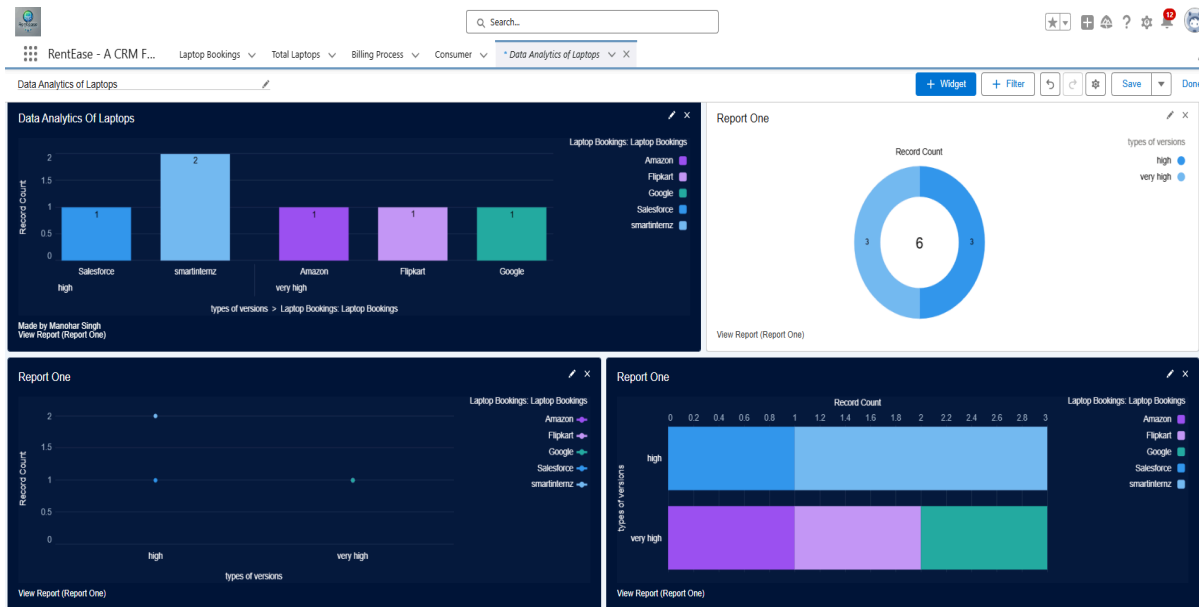 Search...
12
RentEase - A CRM F...
Laptop Bookings
Total Laptops
Billing Process
Consumer
* Data Analytics of Laptops
Data Analytics of Laptops
+ Widget
+ Filter
Save
Done
Data Analytics Of Laptops
Laptop Bookings: Laptop Bookings
Amazon
Flipkart
Google
Salesforce
smartinternz
Record Count
2
1.5
1
0.5
0
1
2
1
1
1
Salesforce
smartinternz
Amazon
Flipkart
Google
high
very high
types of versions > Laptop Bookings: Laptop Bookings
Made by Manohar Singh
View Report (Report One)
Report One
types of versions
high
very high
Record Count
3
6
3
View Report (Report One)
Report One
Laptop Bookings: Laptop Bookings
Amazon
Flipkart
Google
Salesforce
smartinternz
Record Count
2
1.5
1
0.5
0
high
very high
types of versions
View Report (Report One)
Report One
Laptop Bookings: Laptop Bookings
Amazon
Flipkart
Google
Salesforce
smartinternz
Record Count
0 0.2 0.4 0.6 0.8 1 1.2 1.4 1.6 1.8 2 2.2 2.4 2.6 2.8 3
types of versions
high
very high
View Report (Report One)